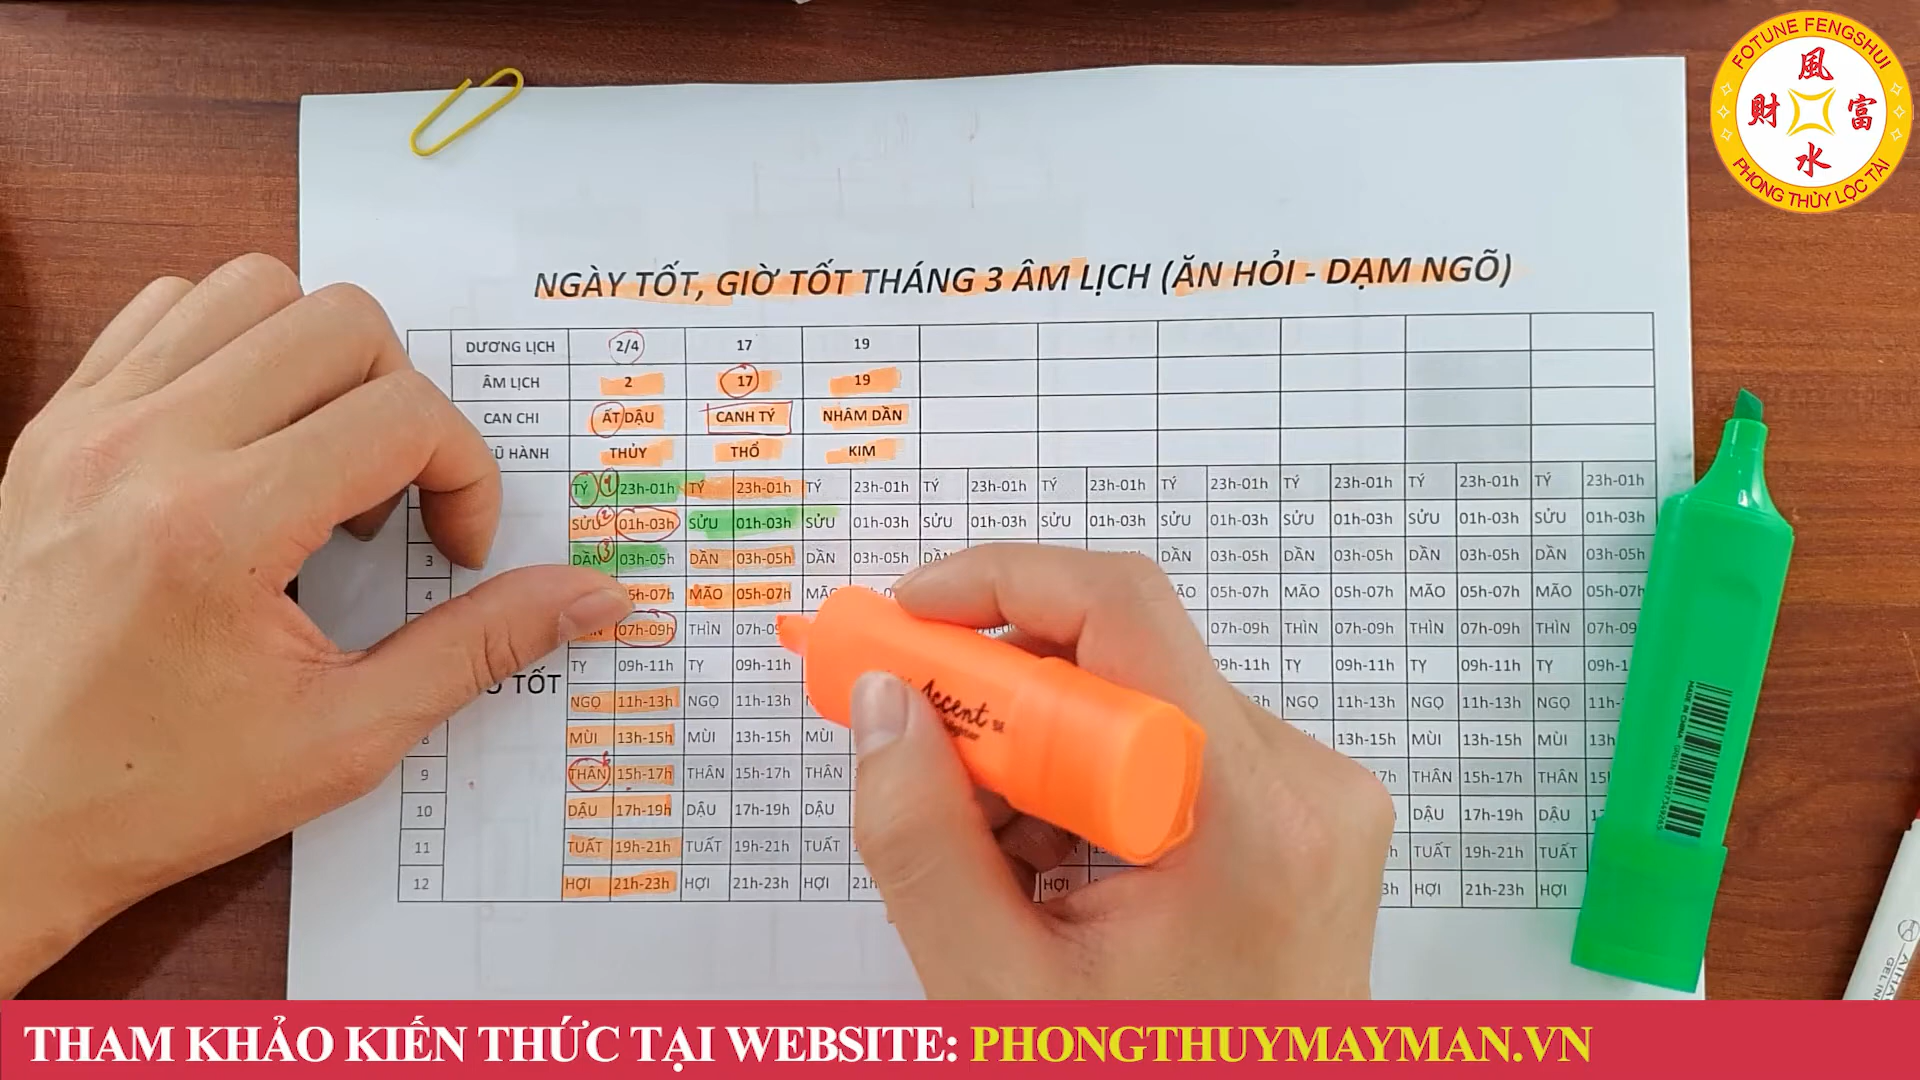 FOTUNE FENGSHUI
風
財 富
水
PHONG THỦY LỘC TÀI
NGÀY TỐT, GIỜ TỐT THÁNG 3 ÂM LỊCH (ĂN HỎI - DẠM NGÕ)
DƯƠNG LỊCH 2/4 17 19
ÂM LỊCH 2 17 19
CAN CHI ẤT DẬU CANH TÝ NHÂM DẦN
HÀNH THỦY THỔ KIM
TÝ 1 23h-01h TÝ 23h-01h TÝ 23h-01h TÝ 23h-01h TÝ 23h-01h TÝ 23h-01h TÝ 23h-01h TÝ 23h-01h TÝ 23h-01h
SỬU 2 01h-03h SỬU 01h-03h SỬU 01h-03h SỬU 01h-03h SỬU 01h-03h SỬU 01h-03h SỬU 01h-03h SỬU 01h-03h SỬU 01h-03h
3 DẦN 3 03h-05h DẦN 03h-05h DẦN 03h-05h DẦN DẦN 03h-05h DẦN 03h-05h DẦN 03h-05h DẦN 03h-05h
4 05h-07h MÃO 05h-07h 05h-07h MÃO 05h-07h MÃO 05h-07h MÃO 05h-07h
07h-09h THÌN 07h-09h THÌN 07h-09h THÌN 07h-09h THÌN
TỐT TỴ 09h-11h TỴ 09h-11h 09h-11h TỴ 09h-11h TỴ 09h-11h TỴ
NGỌ 11h-13h NGỌ 11h-13h NGỌ 11h-13h NGỌ 11h-13h NGỌ
8 MÙI 13h-15h MÙI 13h-15h MÙI 13h-15h MÙI 13h-15h MÙI
9 THÂN 15h-17h THÂN 15h-17h THÂN THÂN 15h-17h THÂN
10 DẬU 17h-19h DẬU 17h-19h DẬU DẬU 17h-19h DẬU
11 TUẤT 19h-21h TUẤT 19h-21h TUẤT TUẤT 19h-21h TUẤT
12 HỢI 21h-23h HỢI 21h-23h HỢI HỢI HỢI 21h-23h HỢI
Accent
MADE IN CHINA
THAM KHẢO KIẾN THỨC TẠI WEBSITE: PHONGTHUYMAYMAN.VN